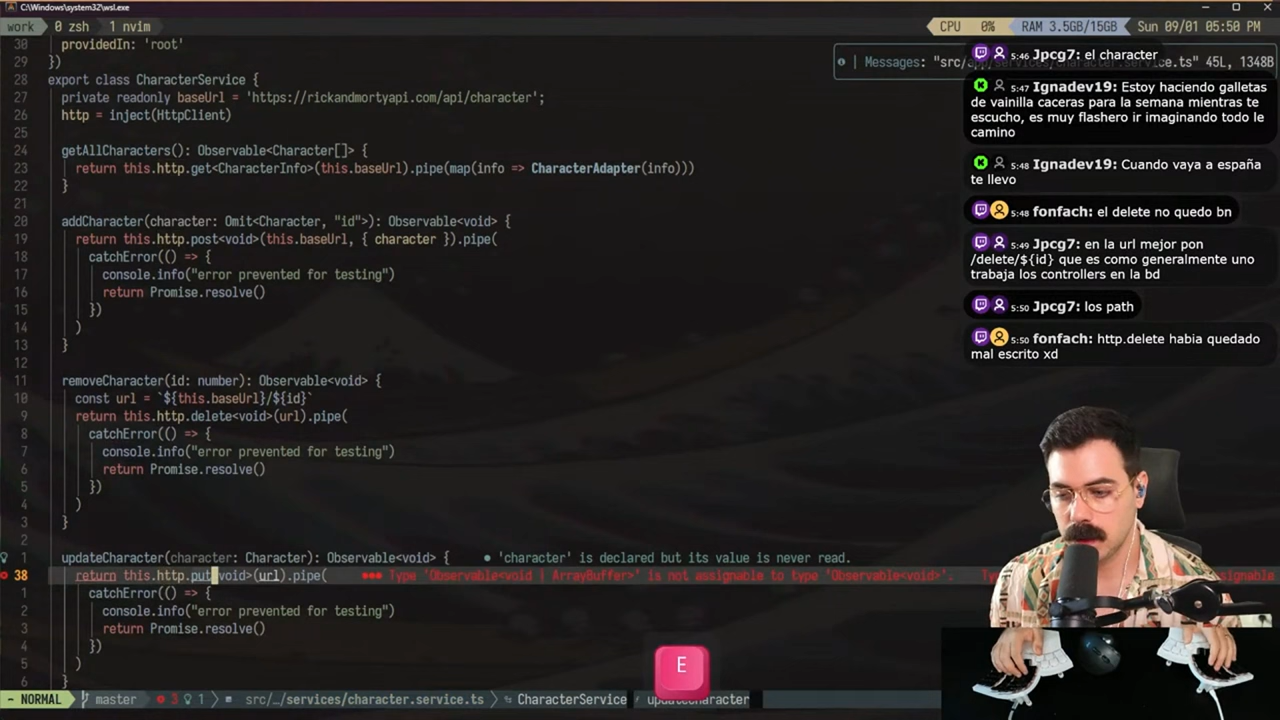 C:\Windows\system32\wsl.exe
work 0 zsh 1 nvim
CPU 0% RAM 3.5GB/15GB Sun 09/01 05:50 PM
30 providedIn: 'root'
29 })
28 export class CharacterService {
27 private readonly baseUrl = 'https://rickandmortyapi.com/api/character';
26 http = inject(HttpClient)
25
24 getAllCharacters(): Observable<Character[]> {
23 return this.http.get<CharacterInfo>(this.baseUrl).pipe(map(info => CharacterAdapter(info)))
22 }
21
20 addCharacter(character: Omit<Character, "id">): Observable<void> {
19 return this.http.post<void>(this.baseUrl, { character }).pipe(
18 catchError(() => {
17 console.info("error prevented for testing")
16 return Promise.resolve()
15 })
14 )
13 }
12
11 removeCharacter(id: number): Observable<void> {
10 const url = `${this.baseUrl}/${id}`
9 return this.http.delete<void>(url).pipe(
8 catchError(() => {
7 console.info("error prevented for testing")
6 return Promise.resolve()
5 })
4 )
3 }
2
1 updateCharacter(character: Character): Observable<void> { ● 'character' is declared but its value is never read.
38 return this.http.put<void>(url).pipe( ●●● Type 'Observable<void | ArrayBuffer>' is not assignable to type 'Observable<void>'.
1 catchError(() => {
2 console.info("error prevented for testing")
3 return Promise.resolve()
4 })
5 )
6 }
- NORMAL master 3 1 src/…/services/character.service.ts CharacterService updateCharacter
Messages: "src/app/services/character.service.ts" 45L, 1348B
5:46 Jpcg7: el character
5:47 Ignadev19: Estoy haciendo galletas
de vainilla caceras para la semana mientras te
escucho, es muy flashero ir imaginando todo le
camino
5:48 Ignadev19: Cuando vaya a españa
te llevo
5:48 fonfach: el delete no quedo bn
5:49 Jpcg7: en la url mejor pon
/delete/${id} que es como generalmente uno
trabaja los controllers en la bd
5:50 Jpcg7: los path
5:50 fonfach: http.delete habia quedado
mal escrito xd
E